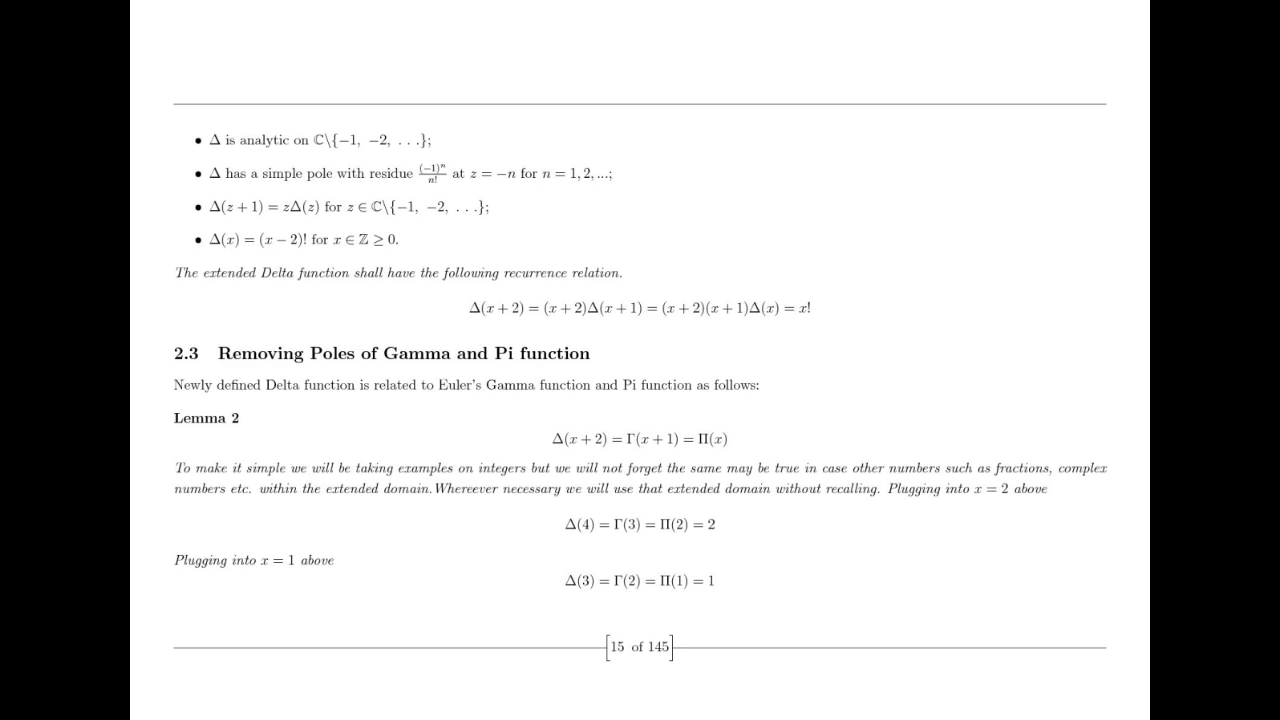 • Δ is analytic on ℂ\{−1, −2, . . .};
• Δ has a simple pole with residue (−1)ⁿ/n! at z = −n for n = 1, 2, ...;
• Δ(z + 1) = zΔ(z) for z ∈ ℂ\{−1, −2, . . .};
• Δ(x) = (x − 2)! for x ∈ ℤ ≥ 0.
The extended Delta function shall have the following recurrence relation.
Δ(x + 2) = (x + 2)Δ(x + 1) = (x + 2)(x + 1)Δ(x) = x!
2.3 Removing Poles of Gamma and Pi function
Newly defined Delta function is related to Euler's Gamma function and Pi function as follows:
Lemma 2
Δ(x + 2) = Γ(x + 1) = Π(x)
To make it simple we will be taking examples on integers but we will not forget the same may be true in case other numbers such as fractions, complex
numbers etc. within the extended domain.Whereever necessary we will use that extended domain without recalling. Plugging into x = 2 above
Δ(4) = Γ(3) = Π(2) = 2
Plugging into x = 1 above
Δ(3) = Γ(2) = Π(1) = 1
[15 of 145]